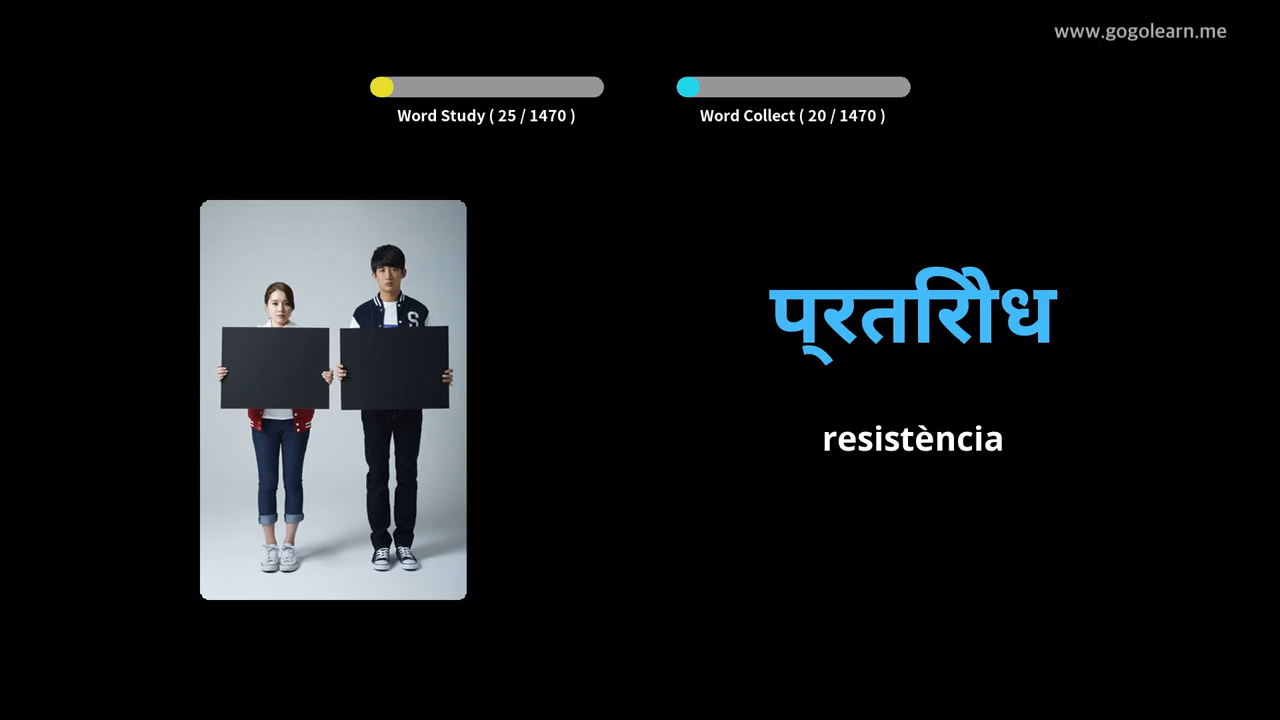 www.gogolearn.me
Word Study ( 25 / 1470 )
Word Collect ( 20 / 1470 )
S
प्रतिरोध
resistència